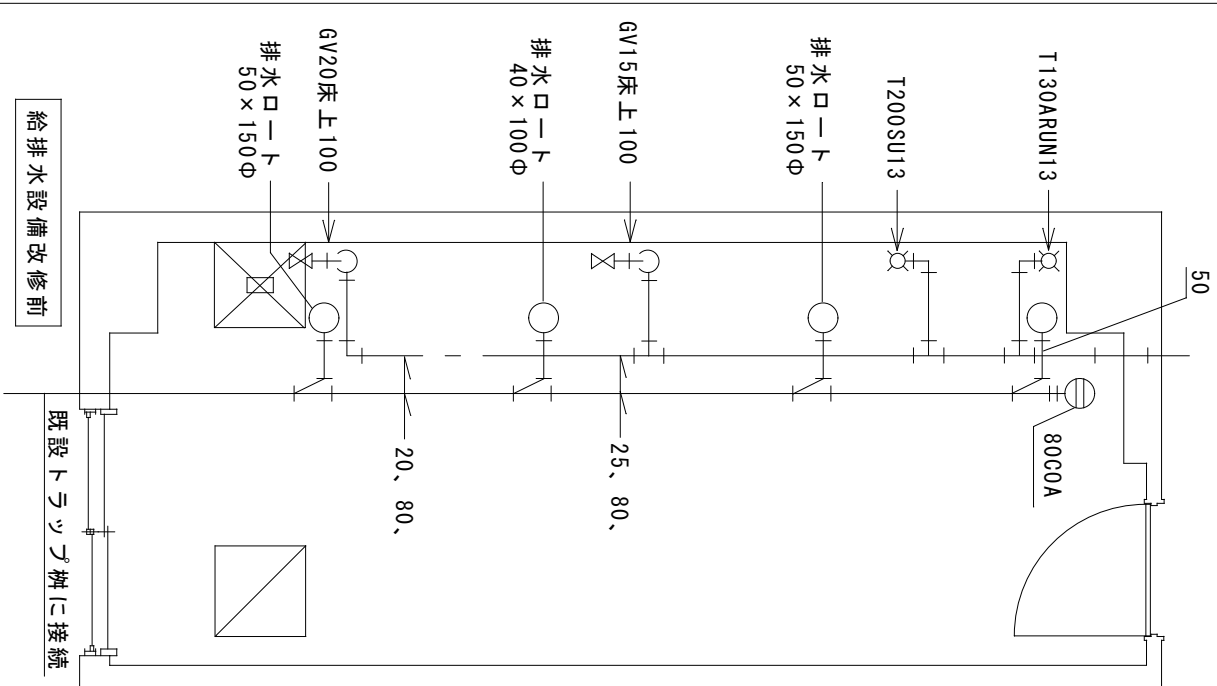 給排水設備改修前
排水ロート
50×150Φ
GV20床上100
排水ロート
40×100Φ
GV15床上100
排水ロート
50×150Φ
T200SU13
T130ARUN13
50
80COA
25、80、
20、80、
既設トラップ桝に接続